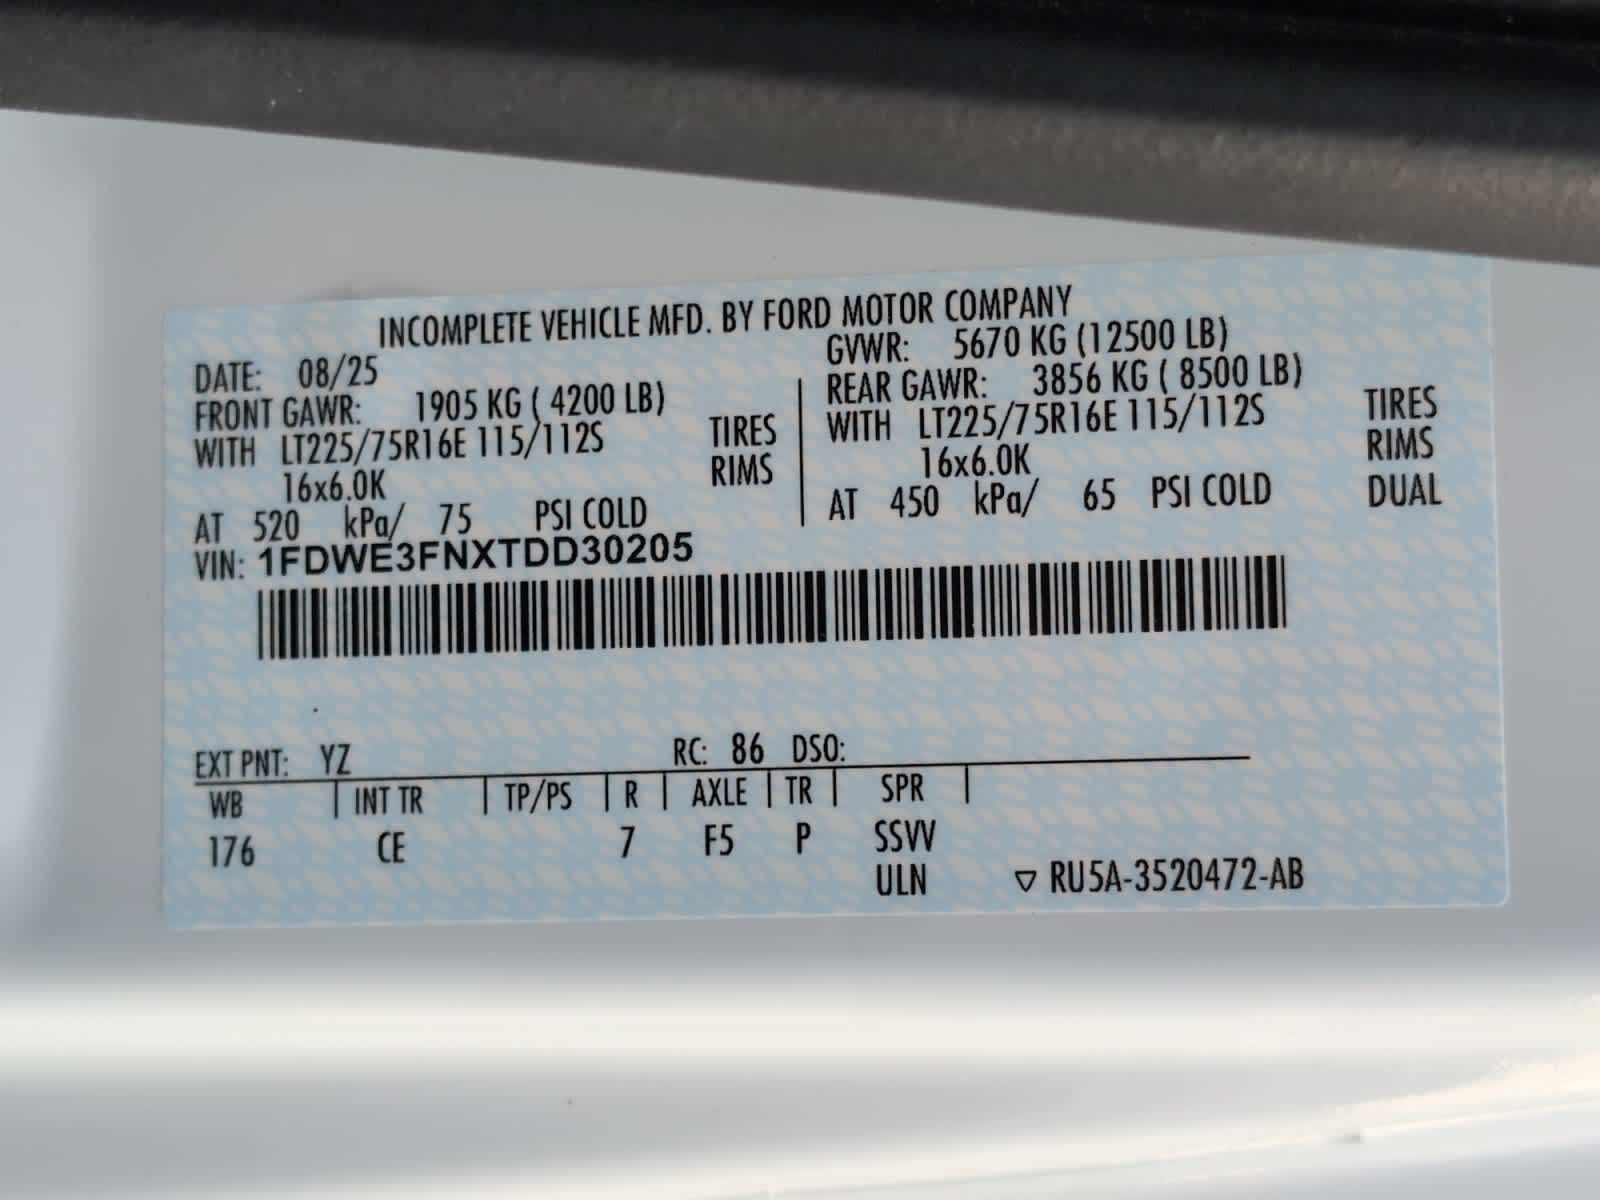 INCOMPLETE VEHICLE MFD. BY FORD MOTOR COMPANY
DATE: 08/25 GVWR: 5670 KG (12500 LB)
FRONT GAWR: 1905 KG ( 4200 LB) REAR GAWR: 3856 KG ( 8500 LB)
WITH LT225/75R16E 115/112S TIRES WITH LT225/75R16E 115/112S TIRES
16x6.0K RIMS 16x6.0K RIMS
AT 520 kPa/ 75 PSI COLD AT 450 kPa/ 65 PSI COLD DUAL
VIN: 1FDWE3FNXTDD30205
EXT PNT: YZ RC: 86 DSO:
WB | INT TR | TP/PS | R | AXLE | TR | SPR |
176 CE 7 F5 P SSVV
ULN ▽ RU5A-3520472-AB